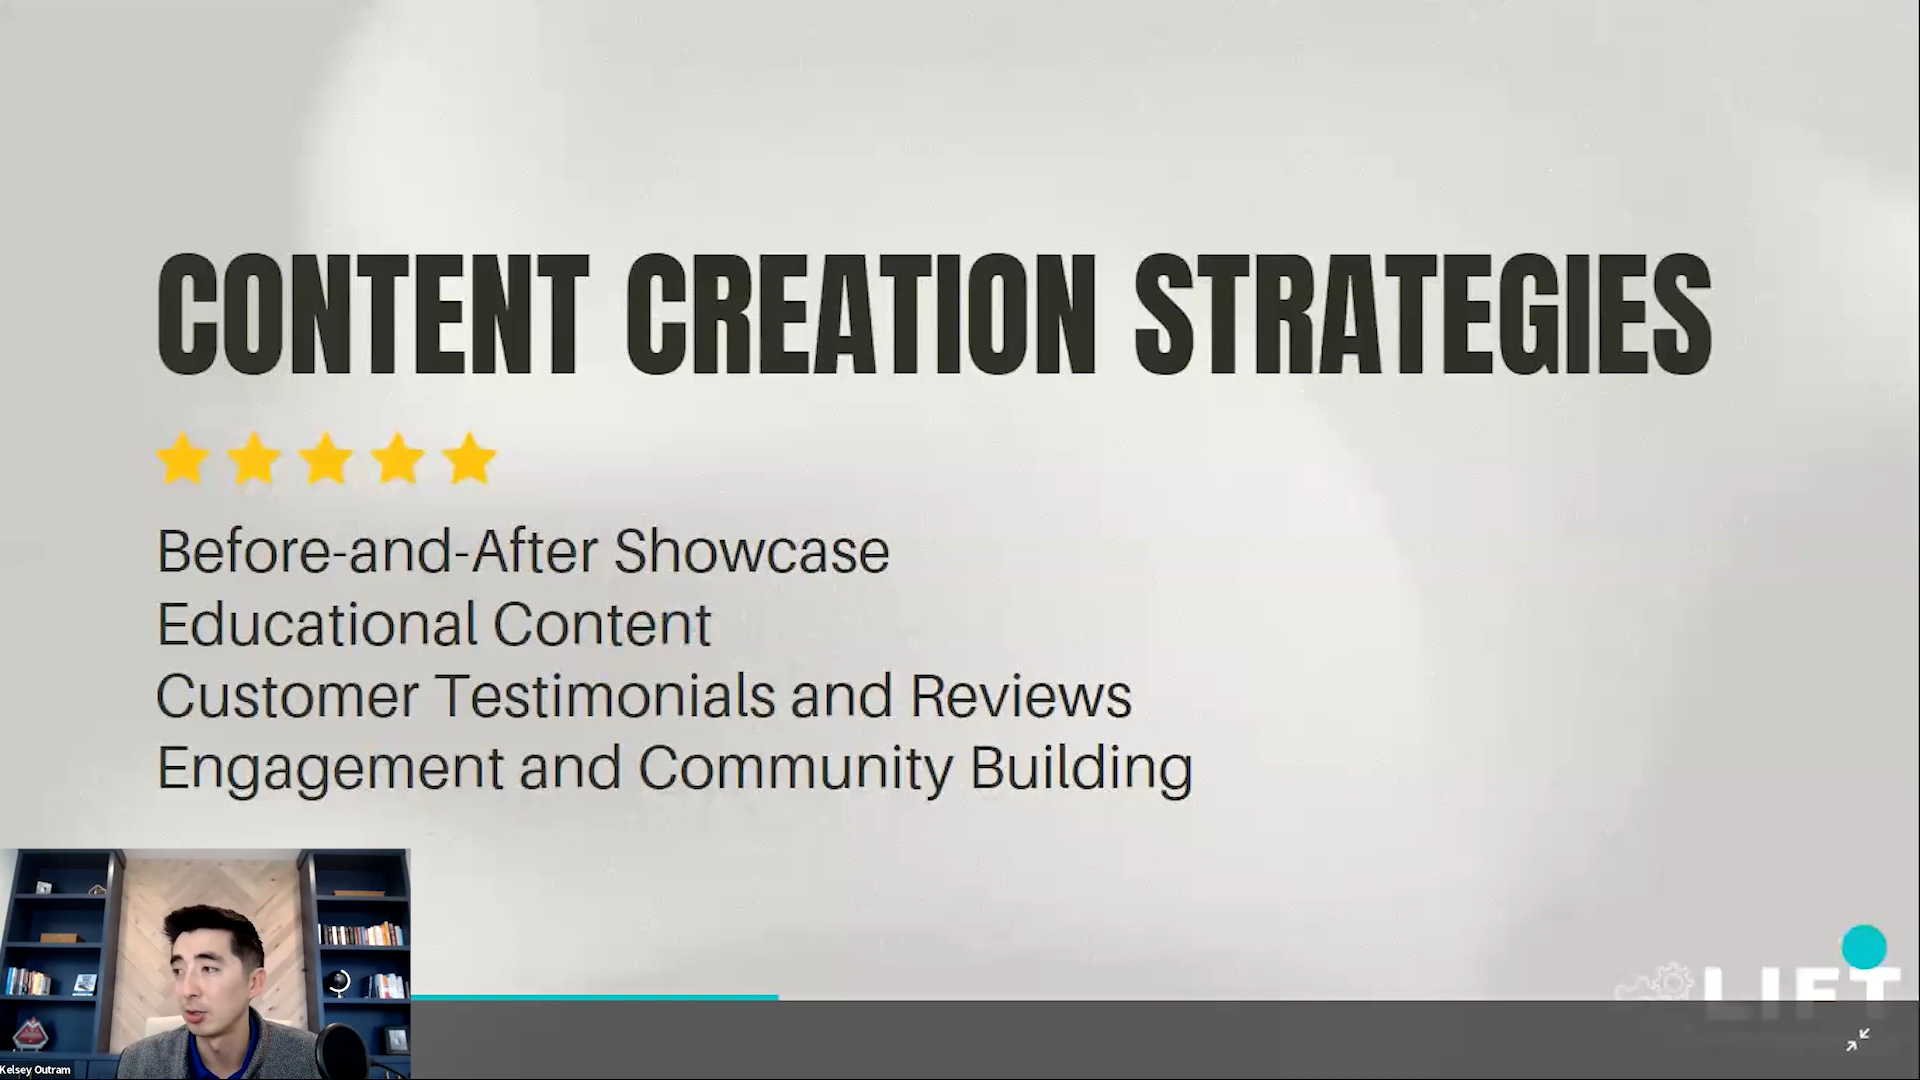 CONTENT CREATION STRATEGIES
Before-and-After Showcase
Educational Content
Customer Testimonials and Reviews
Engagement and Community Building
LIFT
Kelsey Outram